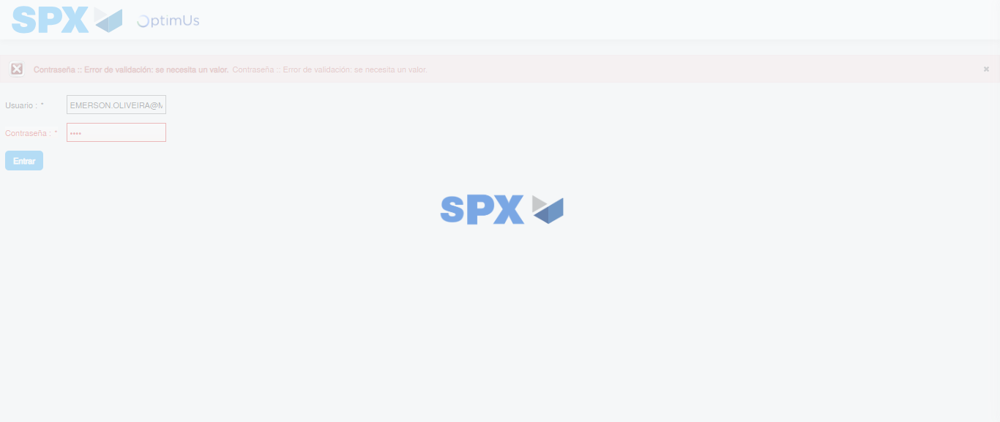 SPX OptimUs
Contraseña :: Error de validación: se necesita un valor. Contraseña :: Error de validación: se necesita un valor.
Usuario : * EMERSON.OLIVEIRA@M
Contraseña : * ••••
Entrar
SPX